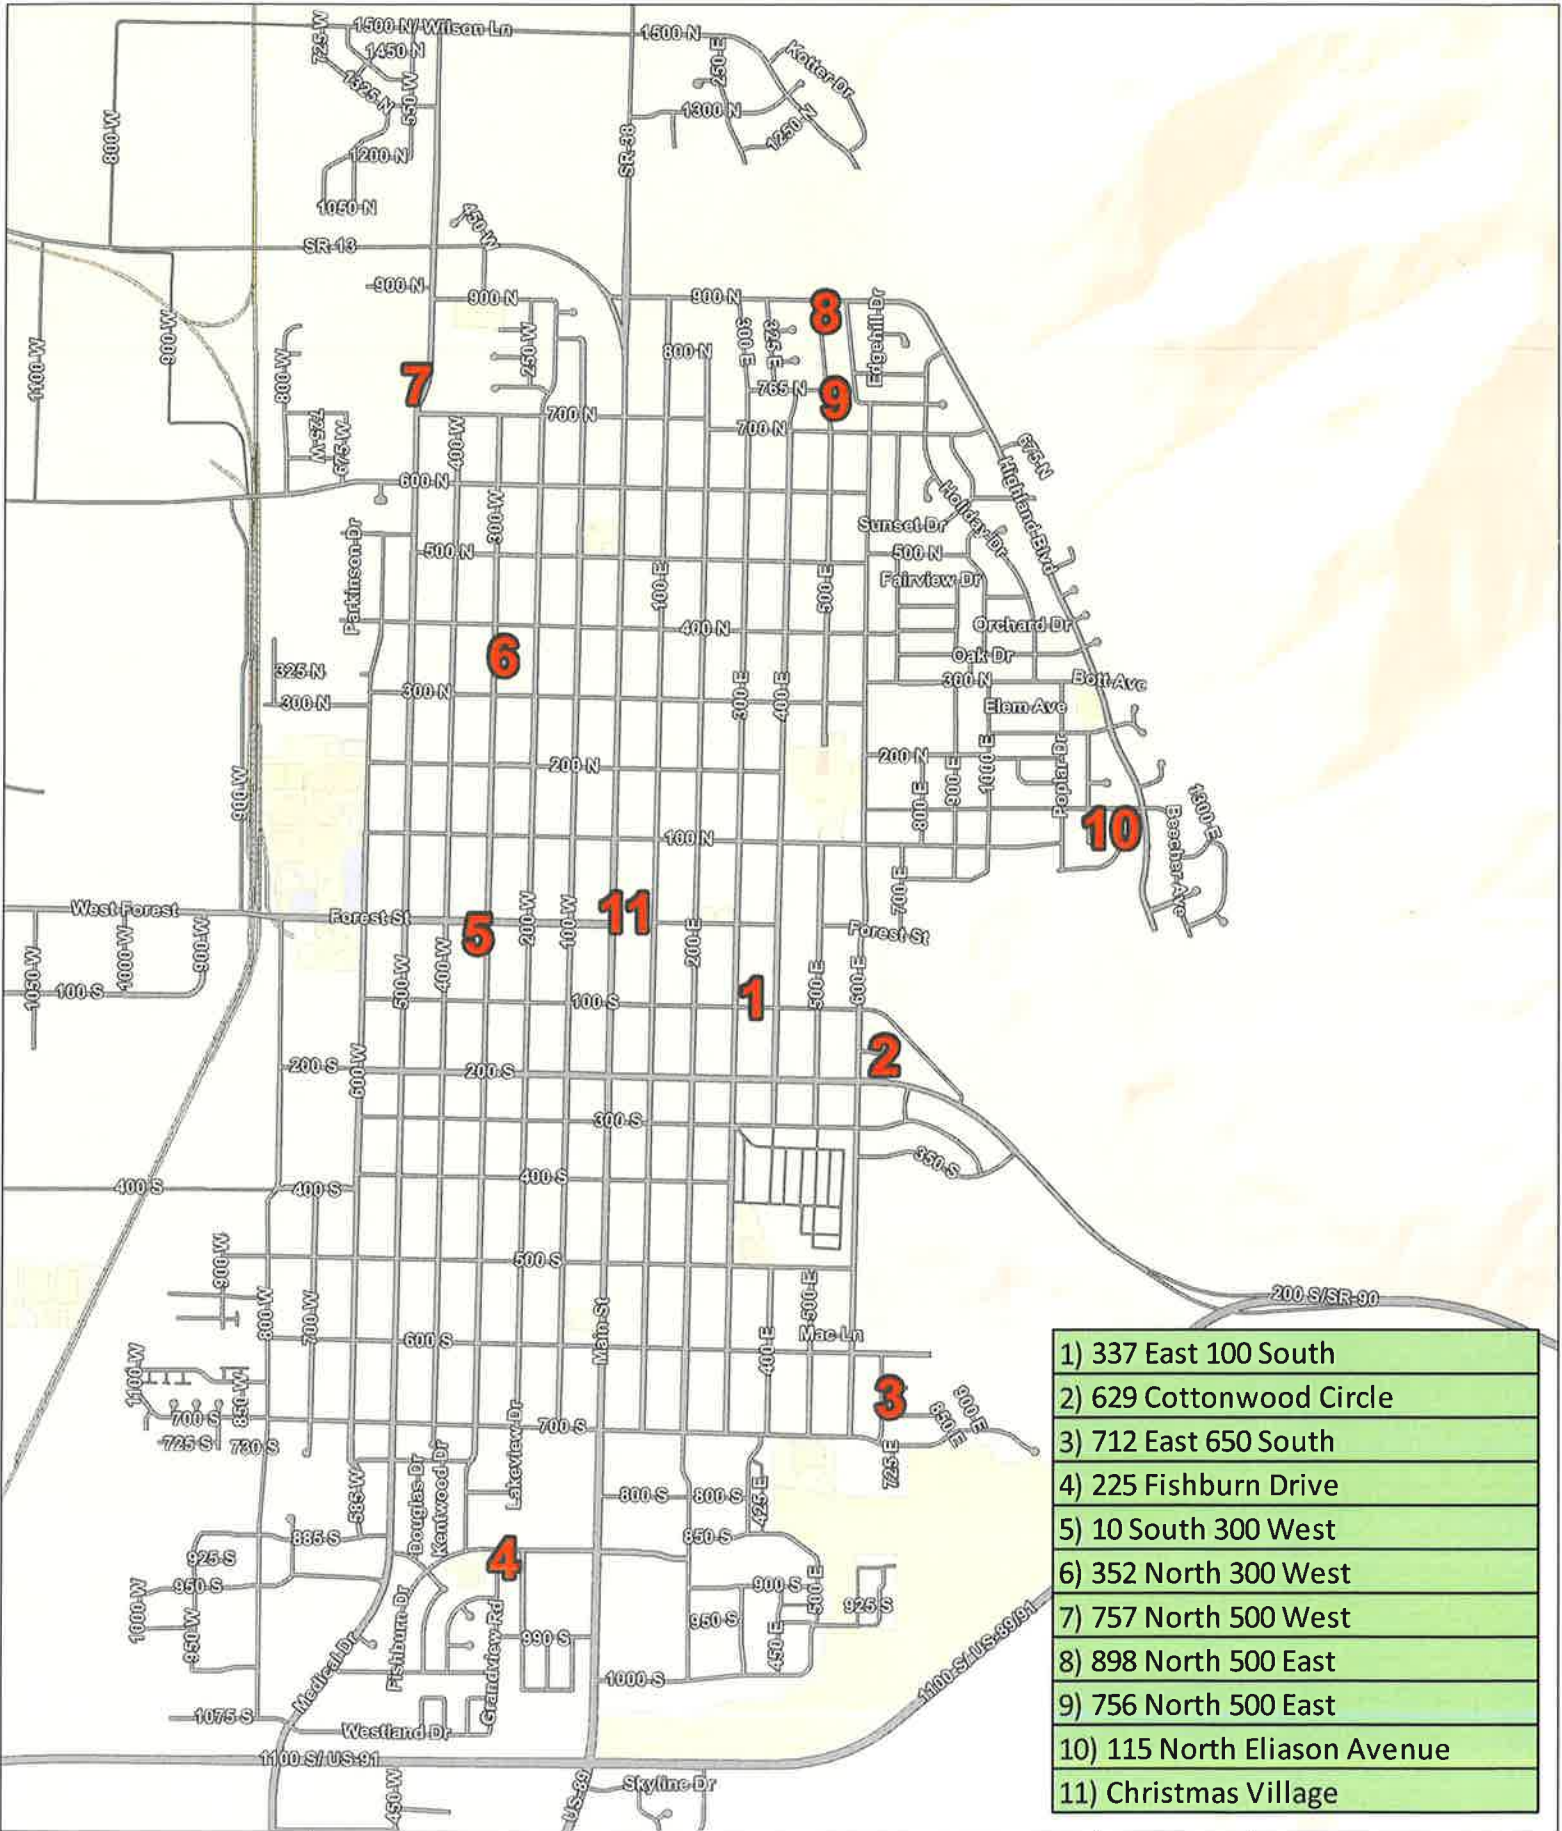 725 W
1500 N/ Wilson Ln
1500 N
1450 N
250 E
Kotter Dr
1325 N
550 W
1300 N
1250 N
800 W
SR-38
1200 N
1050 N
450 W
SR-13
900 N
900 N
900 N
8
Edgehill Dr
900 W
300 E
325 E
250 W
800 N
1100 W
800 W
7
765 N
9
700 N
725 W
675 W
400 W
700 N
675 N
600 N
Highland Blvd
300 W
Holiday Dr
Sunset Dr
Parkinson Dr
500 N
500 N
100 E
500 E
Fairview Dr
400 N
Orchard Dr
6
Oak Dr
325 N
300 N
300 N
300 E
400 E
360 N
Bott Ave
Elem Ave
200 N
200 N
900 W
800 E
900 E
1000 E
Poplar Dr
10
1300 E
Beecher Ave
100 N
700 E
West Forest
Forest St
5
200 W
100 W
11
200 E
Forest St
1050 W
1000 W
900 W
400 W
500 W
500 E
600 E
100 S
100 S
1
2
200 S
600 W
200 S
300 S
350 S
400 S
400 S
400 S
900 W
500 S
500 E
200 S/SR-90
800 W
700 W
600 S
Main St
400 E
Mac Ln
1100 W
850 W
3
900 E
850 E
700 S
725 S
730 S
700 S
Lakeview Dr
725 E
585 W
Douglas Dr
Kentwood Dr
800 S
800 S
425 E
885 S
850 S
925 S
4
950 S
1000 W
950 W
900 S
500 E
925 S
950 S
450 E
Fishburn Dr
Grandview Rd
990 S
Medical Dr
1000 S
1100 S/ US-89/91
1075 S
Westland Dr
1100 S/ US-91
450 W
US-89
Skyline Dr
1) 337 East 100 South
2) 629 Cottonwood Circle
3) 712 East 650 South
4) 225 Fishburn Drive
5) 10 South 300 West
6) 352 North 300 West
7) 757 North 500 West
8) 898 North 500 East
9) 756 North 500 East
10) 115 North Eliason Avenue
11) Christmas Village